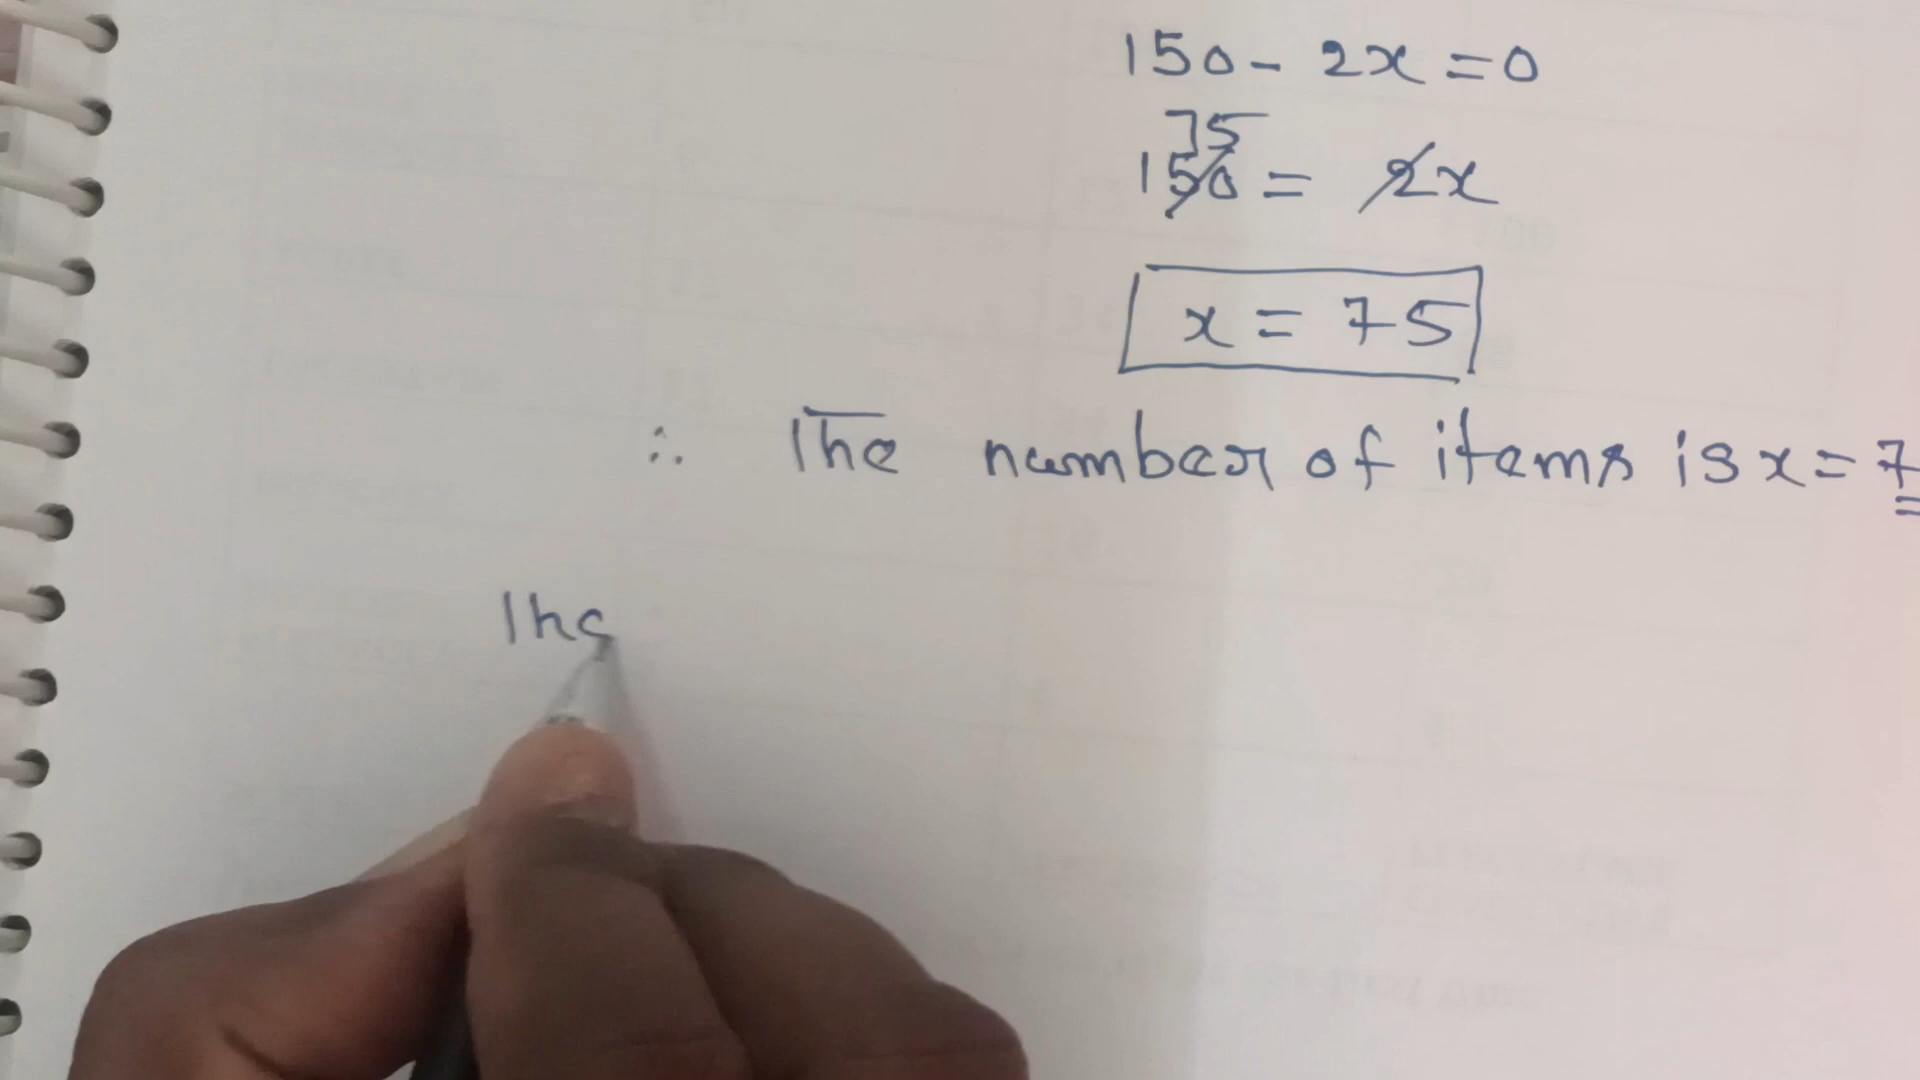 150 - 2x = 0
75
150 = 2x
x = 75
∴ The number of items is x = 7
The